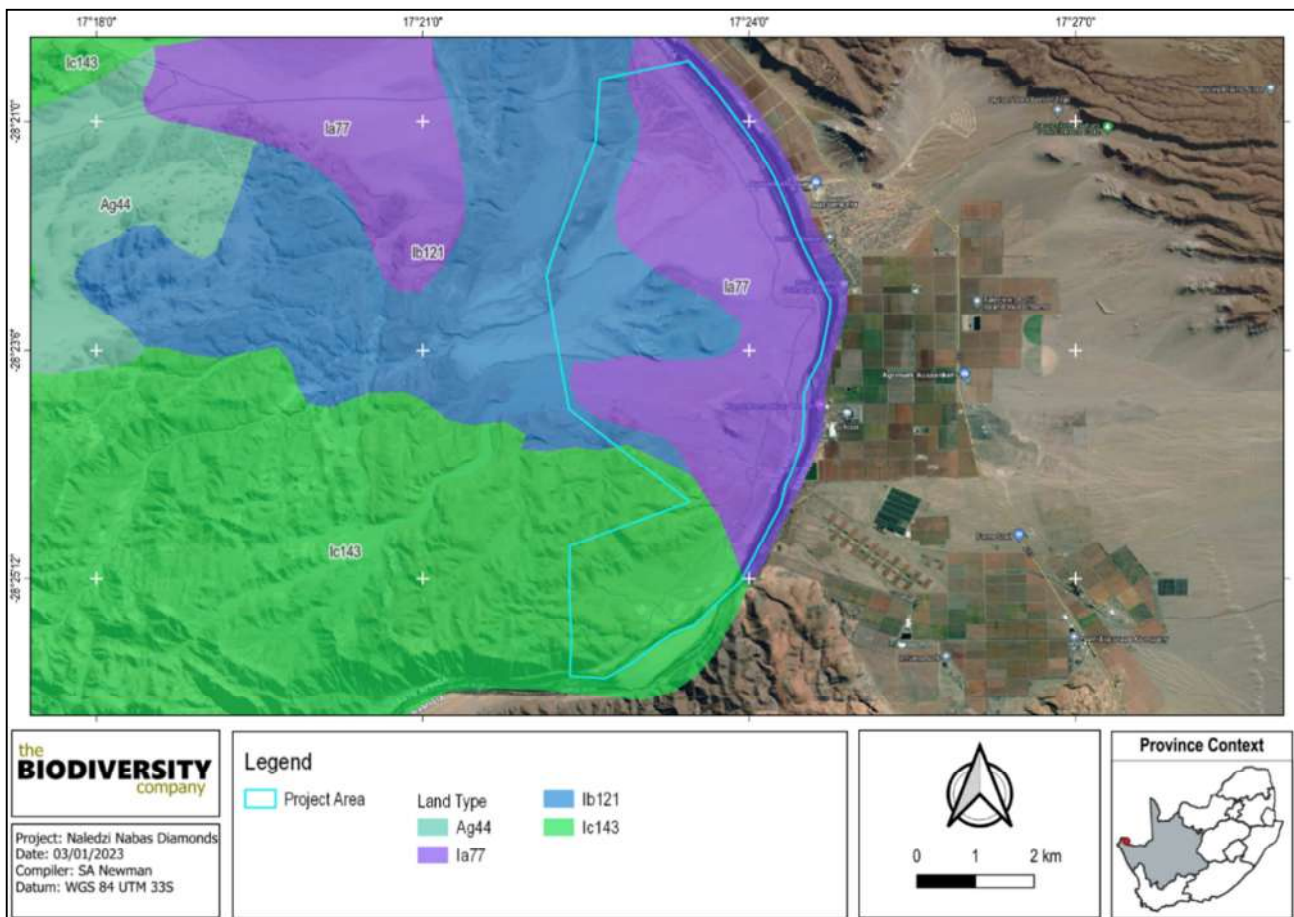 17°18'0" 17°21'0" 17°24'0" 17°27'0"
Ic143
-28°21'0"
Ia77
Ag44
Ib121
Ia77
-28°23'6"
Ic143
-28°25'12"
the
BIODIVERSITY
company
Project: Naledzi Nabas Diamonds
Date: 03/01/2023
Compiler: SA Newman
Datum: WGS 84 UTM 33S
Legend
Project Area
Land Type
Ag44
Ia77
Ib121
Ic143
0 1 2 km
Province Context